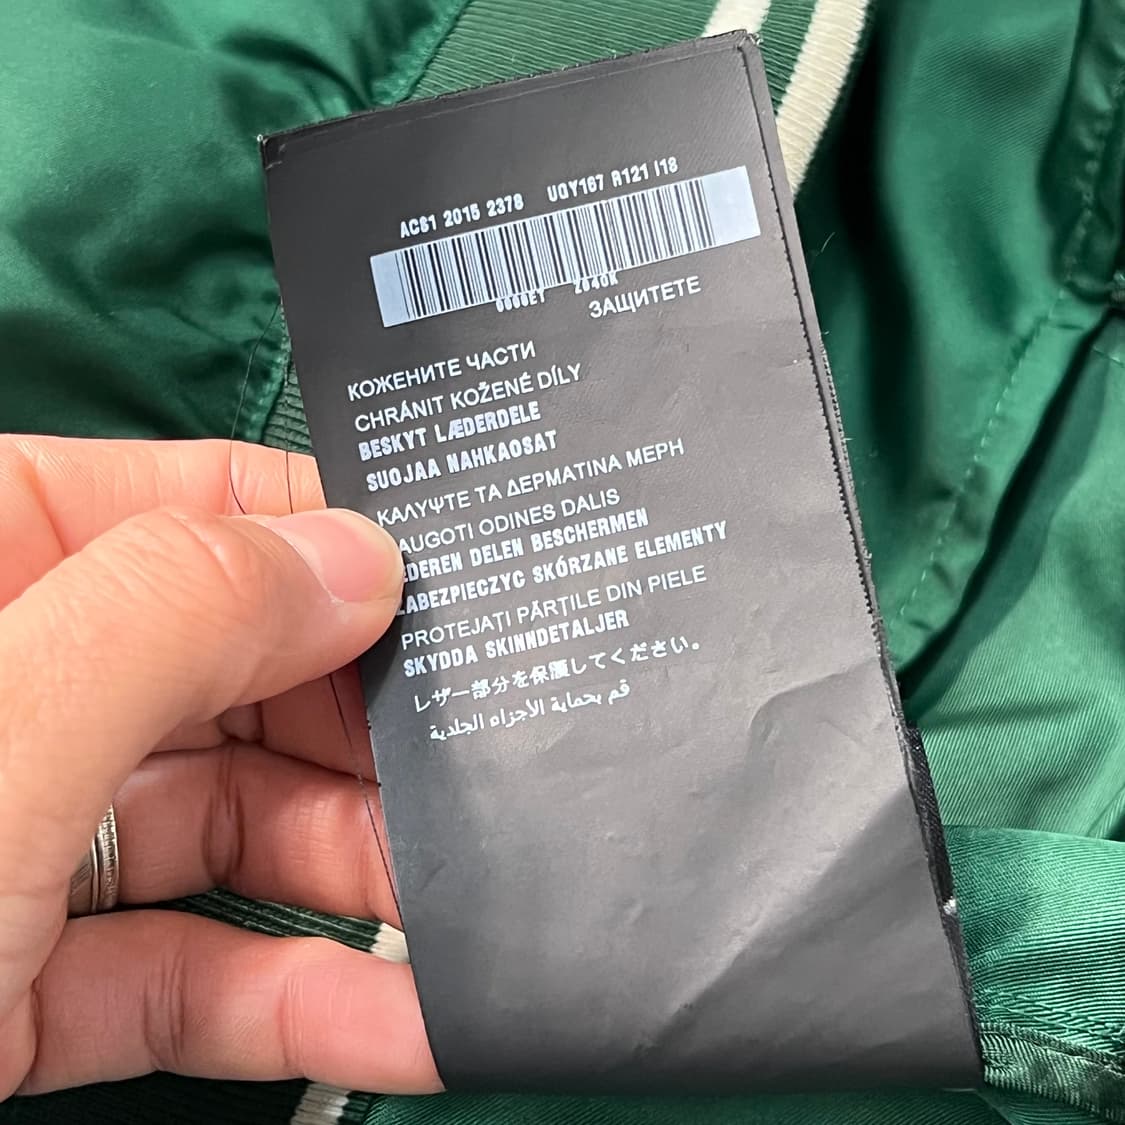 AC61 2015 2378 UQY167 R121 I18
ЗАЩИТЕТЕ
КОЖЕНИТЕ ЧАСТИ
CHRÁNIT KOŽENÉ DÍLY
BESKYT LÆDERDELE
SUOJAA NAHKAOSAT
ΚΑΛΥΨΤΕ ΤΑ ΔΕΡΜΑΤΙΝΑ ΜΕΡΗ
AUGOTI ODINES DALIS
EDEREN DELEN BESCHERMEN
ZABEZPIECZYC SKÓRZANE ELEMENTY
PROTEJAȚI PĂRȚILE DIN PIELE
SKYDDA SKINNDETALJER
レザー部分を保護してください。
قم بحماية الأجزاء الجلدية